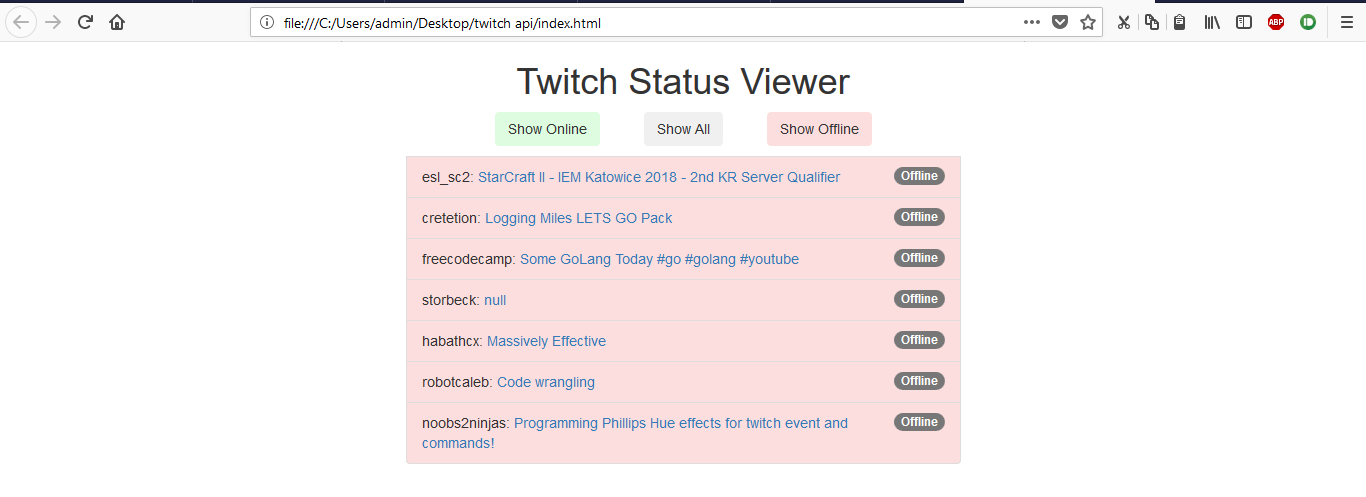 file:///C:/Users/admin/Desktop/twitch api/index.html
ABP
Twitch Status Viewer
Show Online
Show All
Show Offline
esl_sc2: StarCraft II - IEM Katowice 2018 - 2nd KR Server Qualifier Offline
cretetion: Logging Miles LETS GO Pack Offline
freecodecamp: Some GoLang Today #go #golang #youtube Offline
storbeck: null Offline
habathcx: Massively Effective Offline
robotcaleb: Code wrangling Offline
noobs2ninjas: Programming Phillips Hue effects for twitch event and Offline
commands!